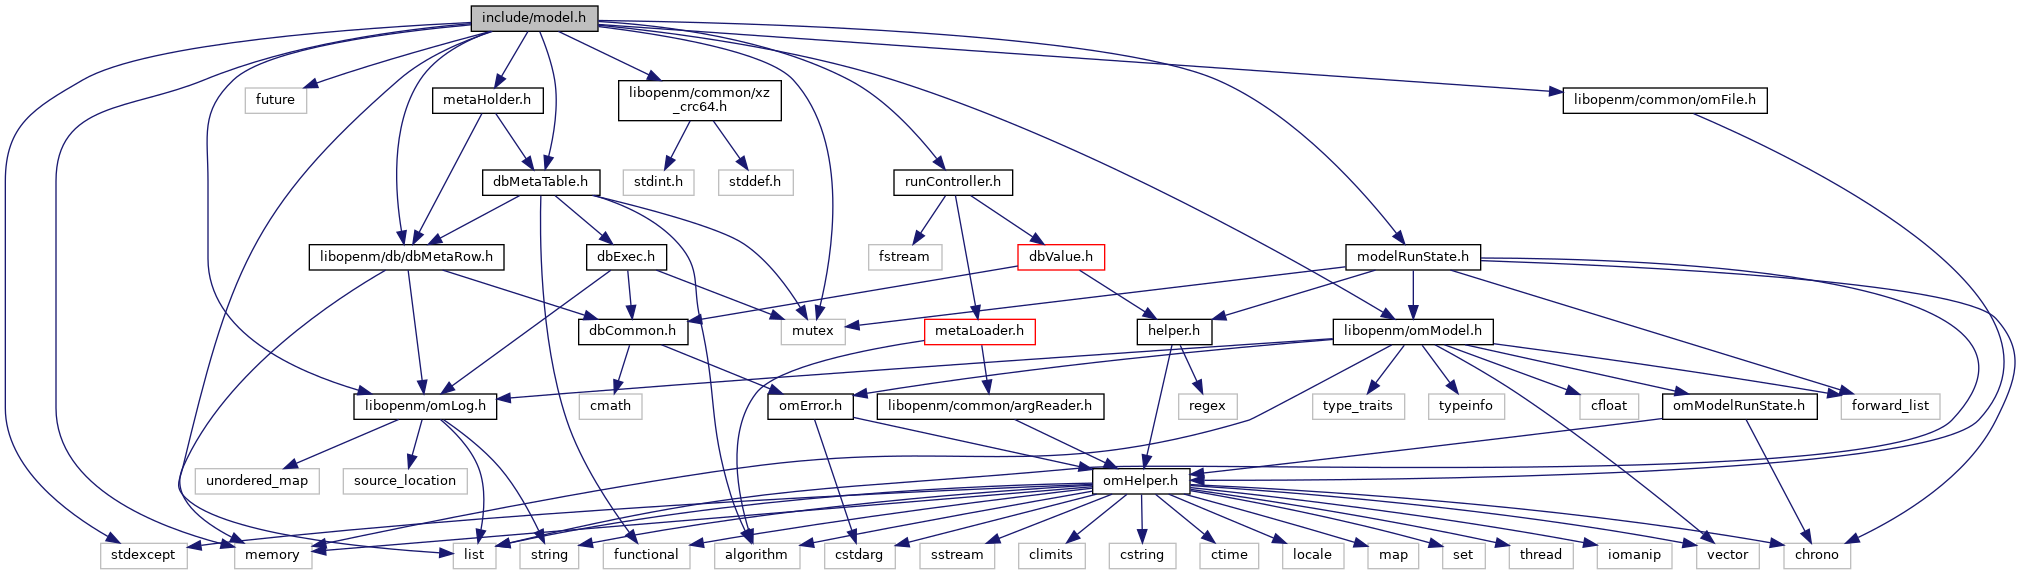 include/model.h
future
metaHolder.h
libopenm/common/xz
_crc64.h
libopenm/common/omFile.h
dbMetaTable.h
stdint.h
stddef.h
runController.h
libopenm/db/dbMetaRow.h
dbExec.h
fstream
dbValue.h
modelRunState.h
dbCommon.h
mutex
metaLoader.h
helper.h
libopenm/omModel.h
libopenm/omLog.h
cmath
omError.h
libopenm/common/argReader.h
regex
type_traits
typeinfo
cfloat
omModelRunState.h
forward_list
unordered_map
source_location
omHelper.h
stdexcept
memory
list
string
functional
algorithm
cstdarg
sstream
climits
cstring
ctime
locale
map
set
thread
iomanip
vector
chrono